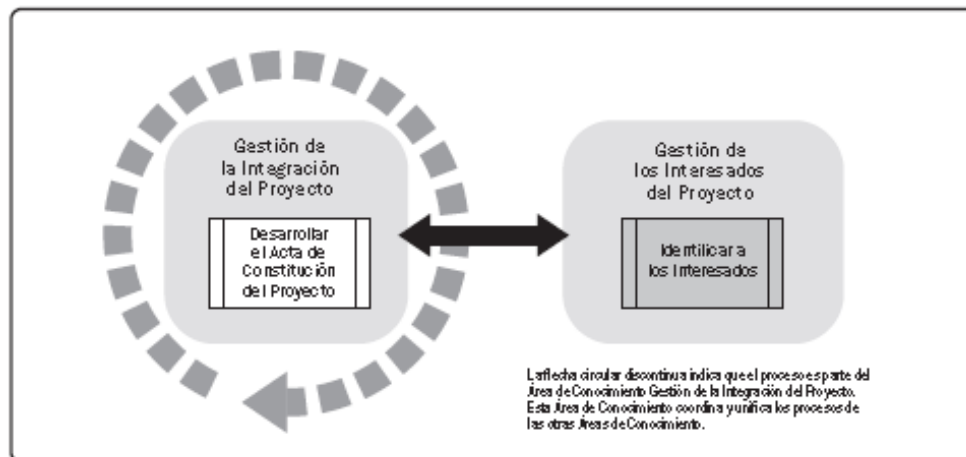 Gestión de
la Integración
del Proyecto
Desarrollar
el Acta de
Constitución
del Proyecto
Gestión de
los Interesados
del Proyecto
Identificar a
los Interesados
La flecha circular discontinua indica que el proceso es parte del
Área de Conocimiento Gestión de la Integración del Proyecto.
Esta Área de Conocimiento coordina y unifica los procesos de
las otras Áreas de Conocimiento.